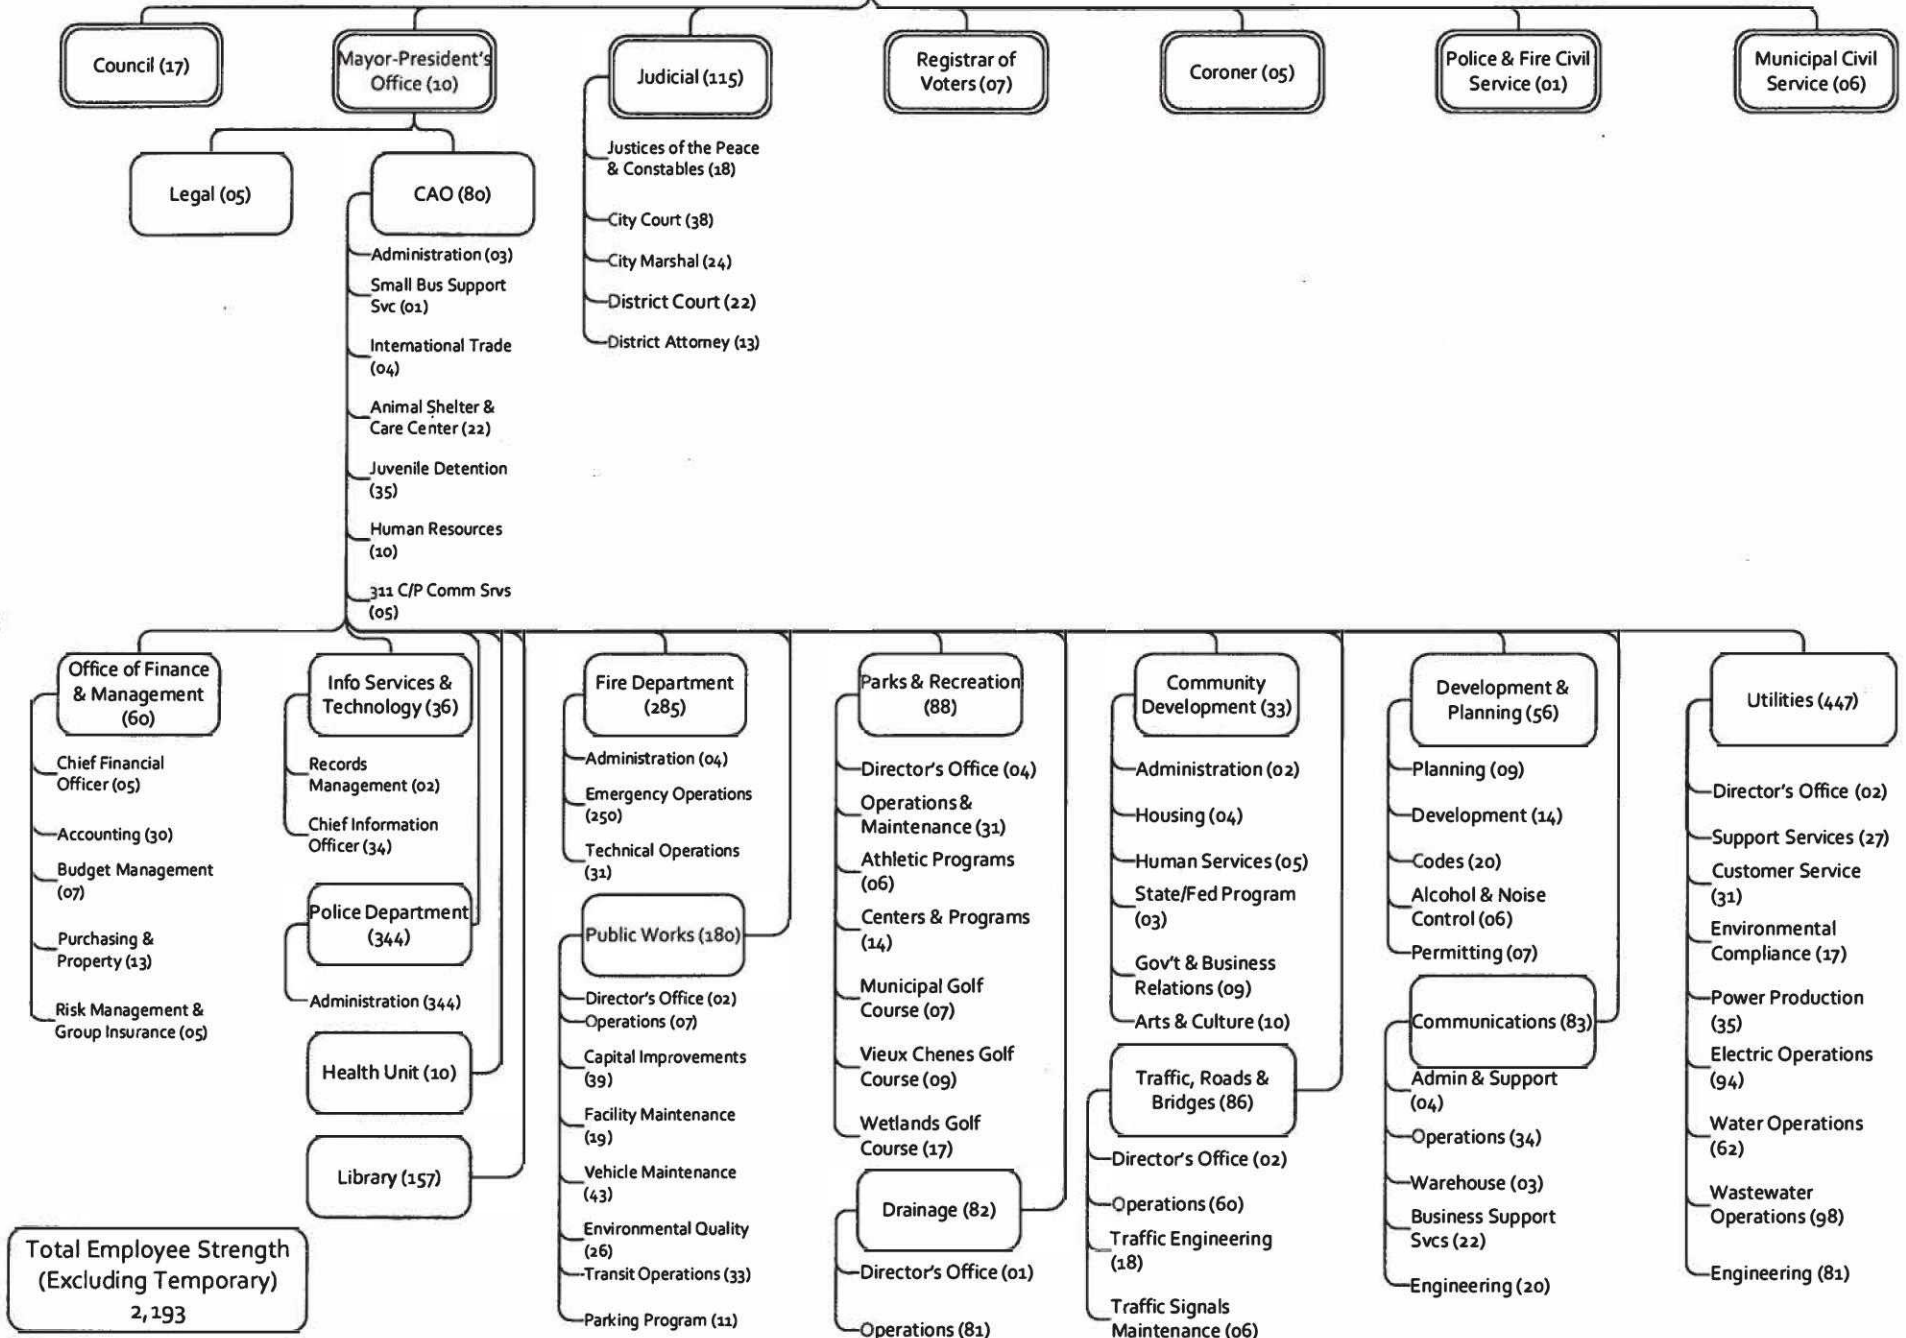 Council (17)
Mayor-President's
Office (10)
Judicial (115)
Registrar of
Voters (07)
Coroner (05)
Police & Fire Civil
Service (01)
Municipal Civil
Service (06)
Legal (05)
CAO (80)
Administration (03)
Small Bus Support
Svc (01)
International Trade
(04)
Animal Shelter &
Care Center (22)
Juvenile Detention
(35)
Human Resources
(10)
311 C/P Comm Srvs
(05)
Justices of the Peace
& Constables (18)
City Court (38)
City Marshal (24)
District Court (22)
District Attorney (13)
Office of Finance
& Management
(60)
Chief Financial
Officer (05)
Accounting (30)
Budget Management
(07)
Purchasing &
Property (13)
Risk Management &
Group Insurance (05)
Info Services &
Technology (36)
Records
Management (02)
Chief Information
Officer (34)
Police Department
(344)
Administration (344)
Health Unit (10)
Library (157)
Fire Department
(285)
Administration (04)
Emergency Operations
(250)
Technical Operations
(31)
Public Works (180)
Director's Office (02)
Operations (07)
Capital Improvements
(39)
Facility Maintenance
(19)
Vehicle Maintenance
(43)
Environmental Quality
(26)
Transit Operations (33)
Parking Program (11)
Parks & Recreation
(88)
Director's Office (04)
Operations &
Maintenance (31)
Athletic Programs
(06)
Centers & Programs
(14)
Municipal Golf
Course (07)
Vieux Chenes Golf
Course (09)
Wetlands Golf
Course (17)
Drainage (82)
Director's Office (01)
Operations (81)
Community
Development (33)
Administration (02)
Housing (04)
Human Services (05)
State/Fed Program
(03)
Gov't & Business
Relations (09)
Arts & Culture (10)
Traffic, Roads &
Bridges (86)
Director's Office (02)
Operations (60)
Traffic Engineering
(18)
Traffic Signals
Maintenance (06)
Development &
Planning (56)
Planning (09)
Development (14)
Codes (20)
Alcohol & Noise
Control (06)
Permitting (07)
Communications (83)
Admin & Support
(04)
Operations (34)
Warehouse (03)
Business Support
Svcs (22)
Engineering (20)
Utilities (447)
Director's Office (02)
Support Services (27)
Customer Service
(31)
Environmental
Compliance (17)
Power Production
(35)
Electric Operations
(94)
Water Operations
(62)
Wastewater
Operations (98)
Engineering (81)
Total Employee Strength
(Excluding Temporary)
2,193